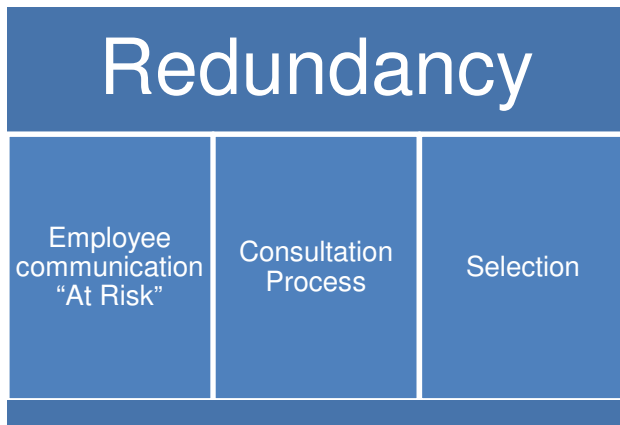 Redundancy
Employee
communication
“At Risk”
Consultation
Process
Selection